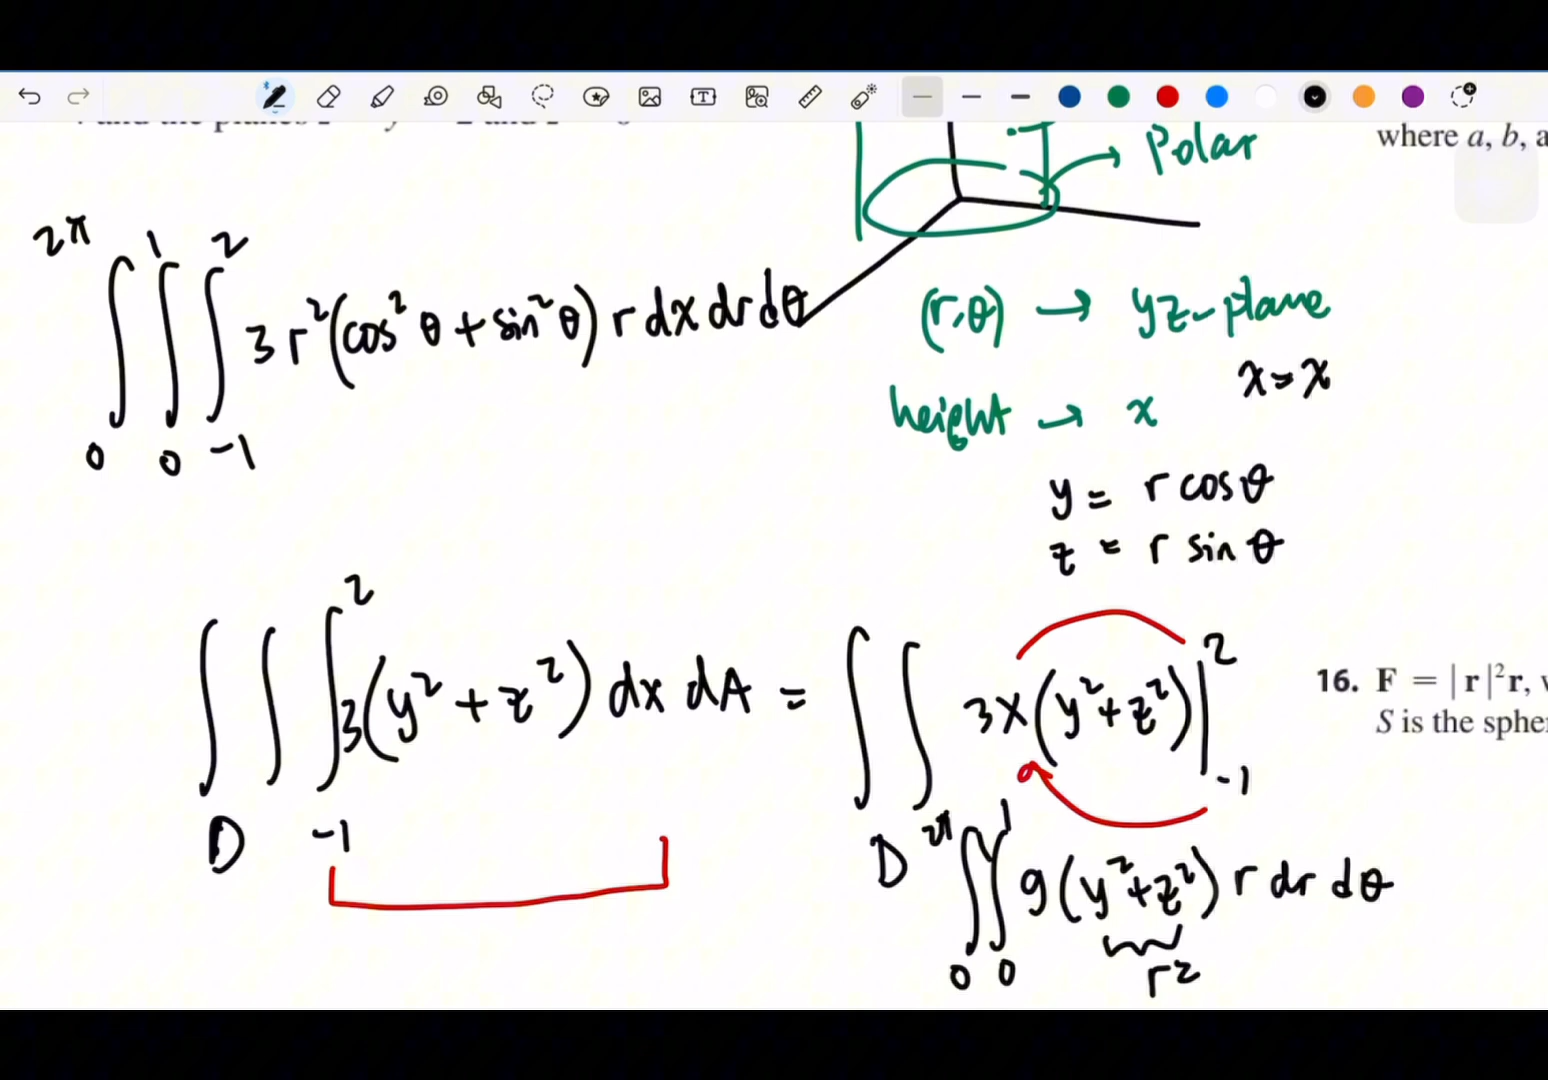 Polar
where a, b, a
2π 1 2
∫ ∫ ∫ 3r²(cos²θ + sin²θ) r dx dr dθ
0 0 -1
(r,θ) → yz-plane
x = x
height → x
y = r cosθ
z = r sin θ
∫ ∫ ∫ 3(y² + z²) dx dA = ∫ ∫ 3x(y²+z²) |
2
2
D -1
D
-1
16. F = |r|²r, w
S is the sphe
2π 1
∫ ∫ 9(y²+z²) r dr dθ
0 0
r²